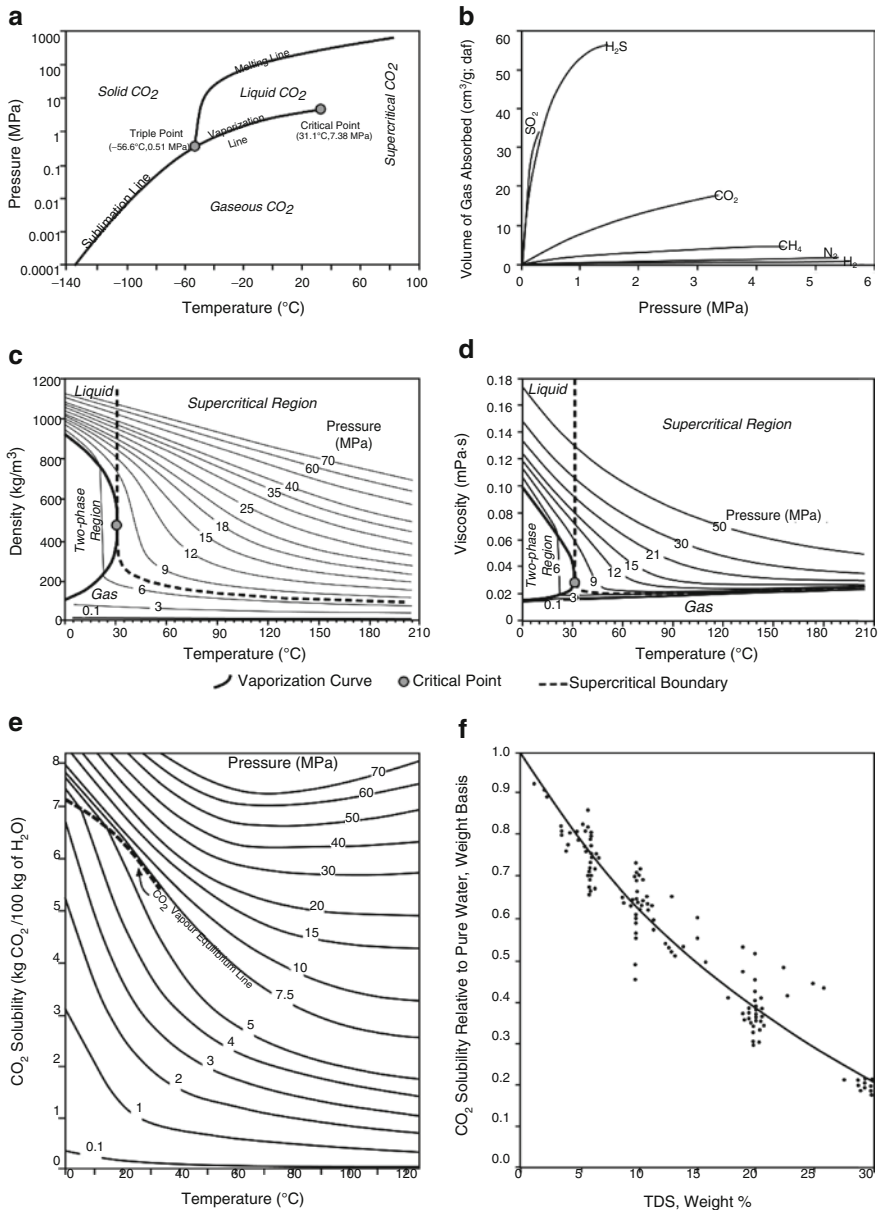 a
1000
100
10
1
0.1
0.01
0.001
0.0001
Pressure (MPa)
Solid CO2
Melting Line
Liquid CO2
Supercritical CO2
Triple Point
(−56.6°C,0.51 MPa)
Vaporization
Line
Critical Point
(31.1°C,7.38 MPa)
Sublimation Line
Gaseous CO2
−140 −100 −60 −20 20 60 100
Temperature (°C)
b
60
50
40
30
20
10
0
Volume of Gas Absorbed (cm³/g; daf)
H2S
SO2
CO2
CH4
N2
H2
0 1 2 3 4 5 6
Pressure (MPa)
c
1200
1000
800
600
400
200
0
Density (kg/m³)
Liquid
Supercritical Region
Pressure
(MPa)
70
60
40
35
25
18
15
12
9
6
3
0.1
Two-phase
Region
Gas
0 30 60 90 120 150 180 210
Temperature (°C)
d
0.18
0.16
0.14
0.12
0.10
0.08
0.06
0.04
0.02
0.00
Viscosity (mPa·s)
Liquid
Supercritical Region
Pressure (MPa)
50
30
21
15
12
9
6
3
0.1
Two-phase
Region
Gas
0 30 60 90 120 150 180 210
Temperature (°C)
Vaporization Curve Critical Point Supercritical Boundary
e
8
7
6
5
4
3
2
1
0
CO2 Solubility (kg CO2/100 kg of H2O)
Pressure (MPa)
70
60
50
40
30
20
15
10
7.5
5
4
3
2
1
0.1
CO2 Vapour Equilibrium Line
0 20 40 60 80 100 120
Temperature (°C)
f
1.0
0.9
0.8
0.7
0.6
0.5
0.4
0.3
0.2
0.1
0
CO2 Solubility Relative to Pure Water, Weight Basis
5 10 15 20 25 30
TDS, Weight %